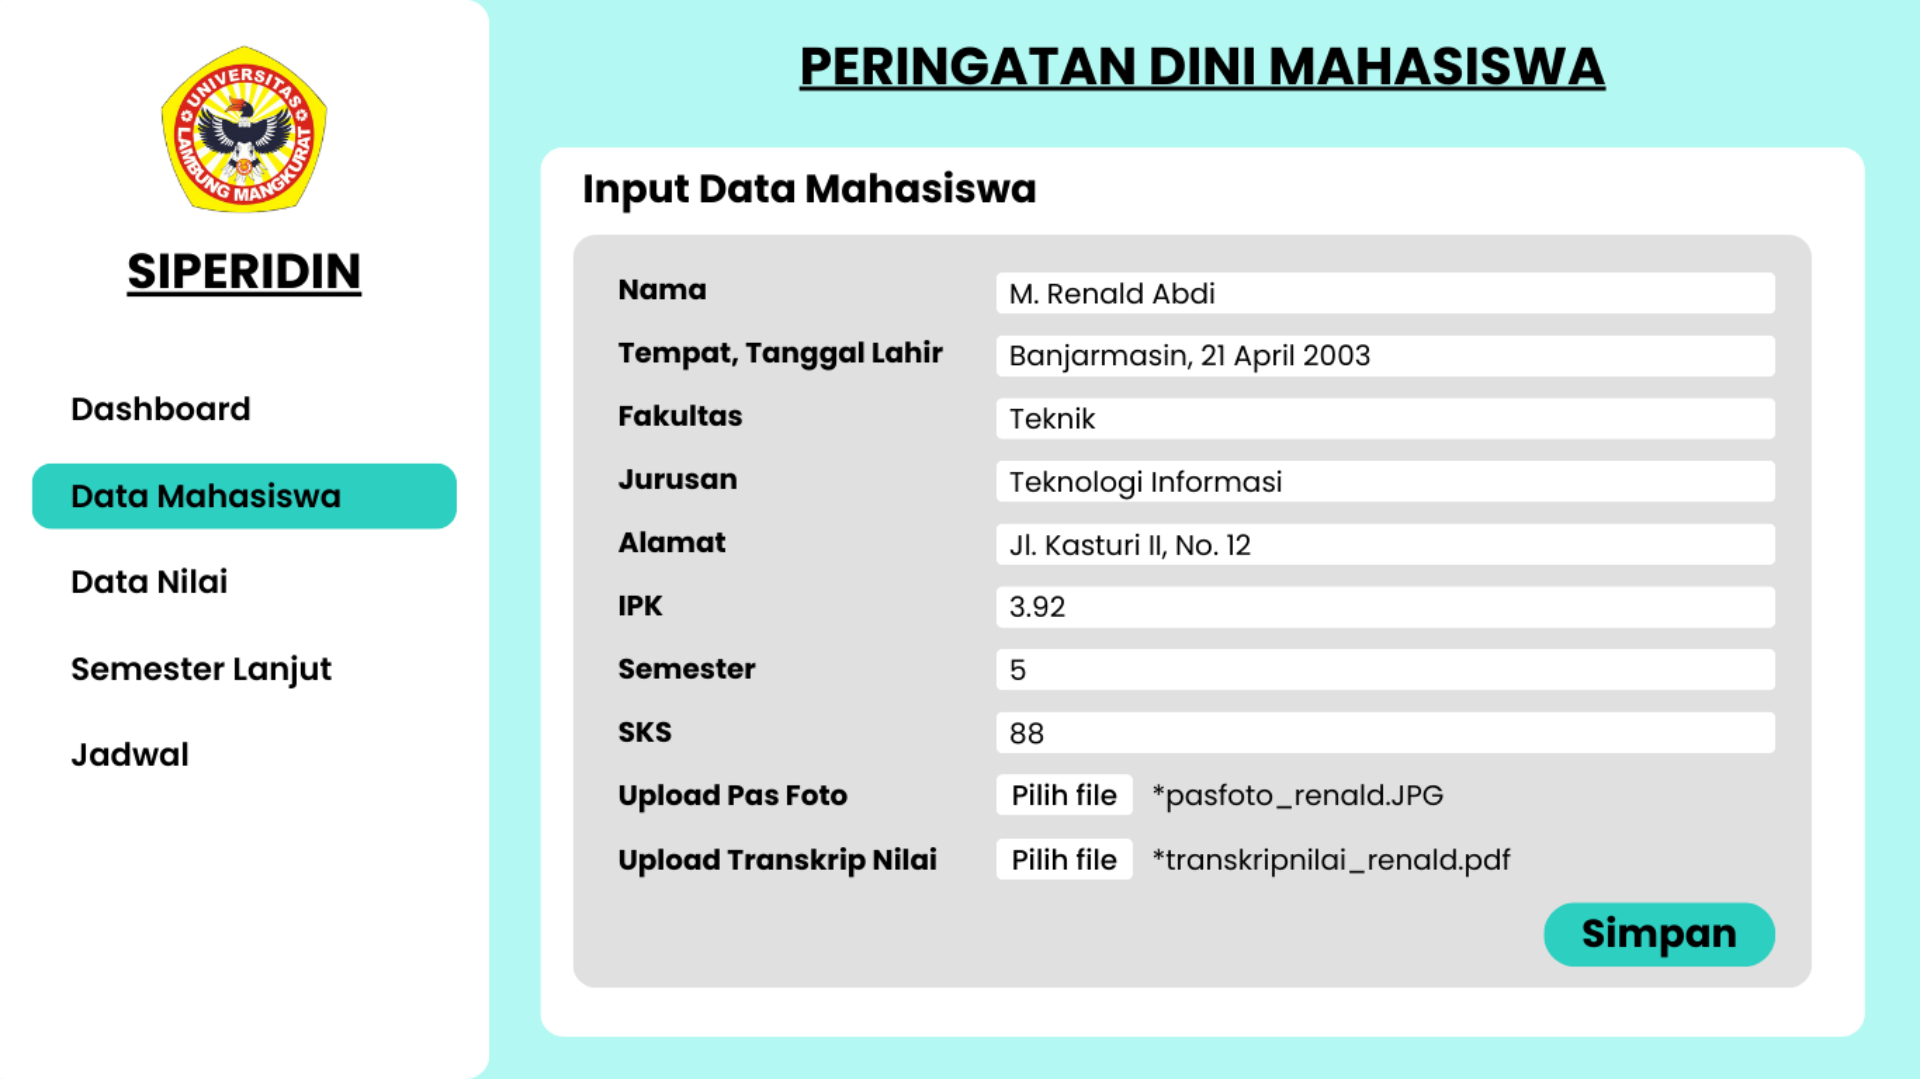 UNIVERSITAS
LAMBUNG MANGKURAT
SIPERIDIN
Dashboard
Data Mahasiswa
Data Nilai
Semester Lanjut
Jadwal
PERINGATAN DINI MAHASISWA
Input Data Mahasiswa
Nama M. Renald Abdi
Tempat, Tanggal Lahir Banjarmasin, 21 April 2003
Fakultas Teknik
Jurusan Teknologi Informasi
Alamat Jl. Kasturi II, No. 12
IPK 3.92
Semester 5
SKS 88
Upload Pas Foto Pilih file *pasfoto_renald.JPG
Upload Transkrip Nilai Pilih file *transkripnilai_renald.pdf
Simpan